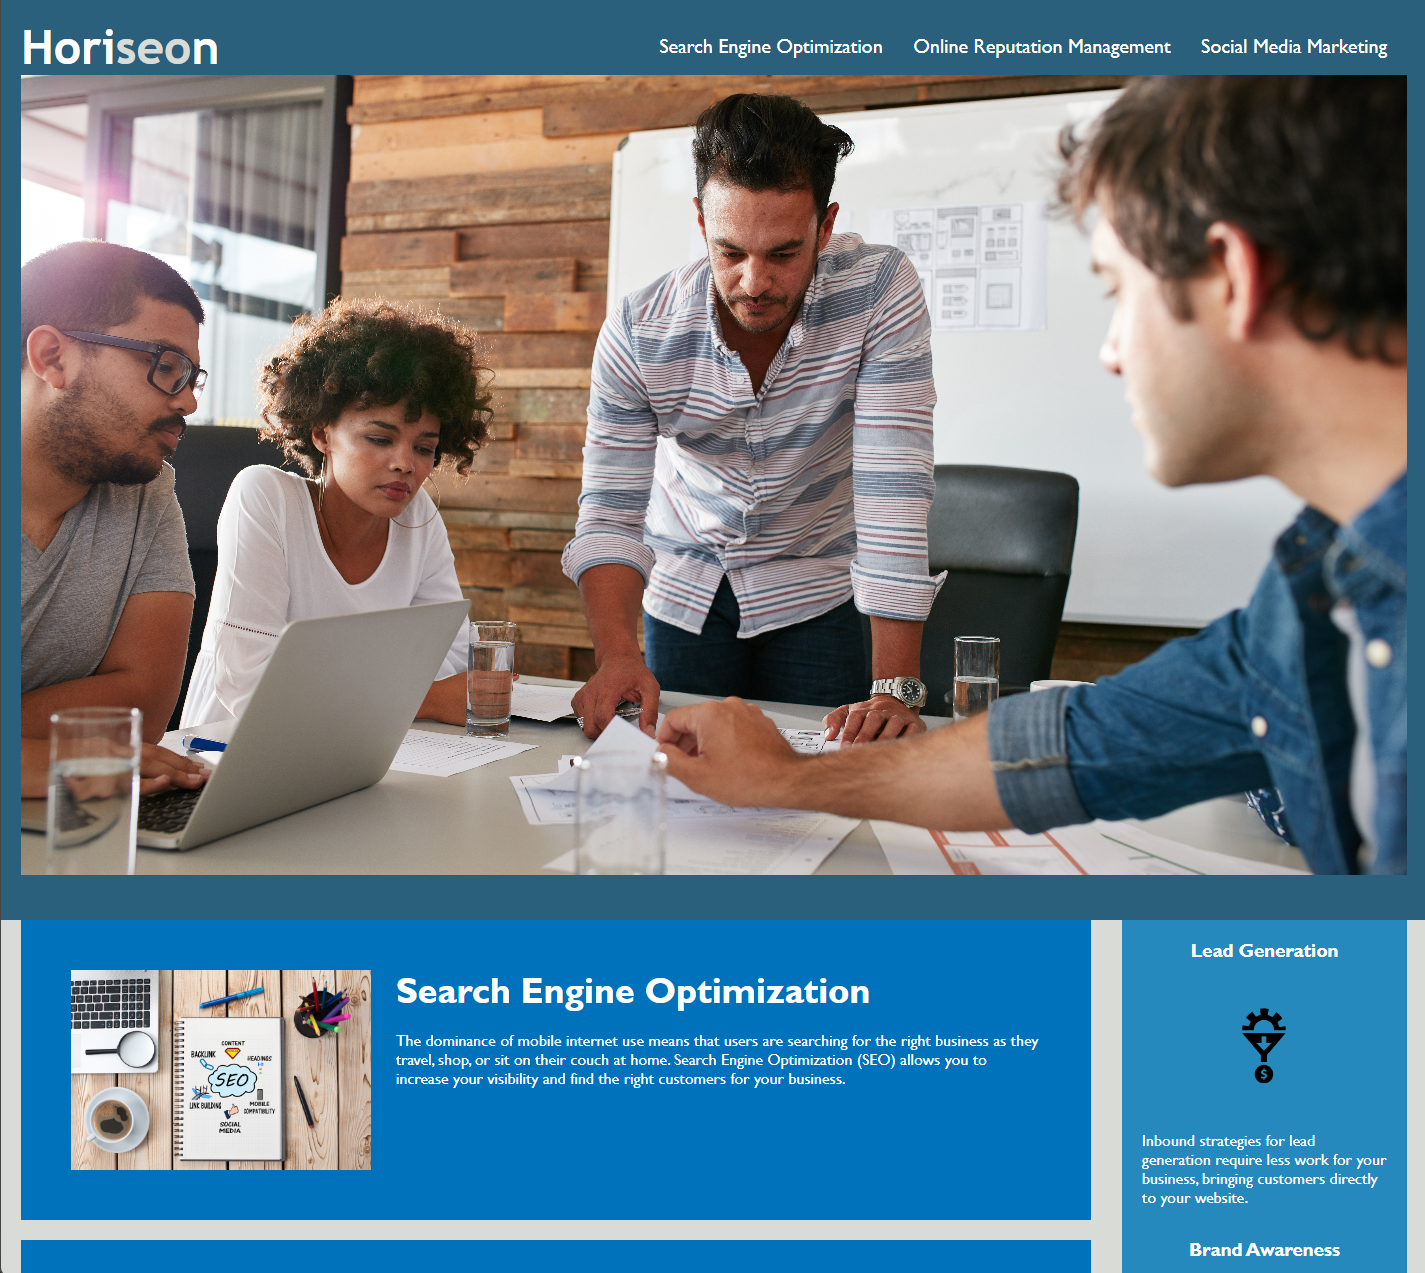 Horiseon
Search Engine Optimization
Online Reputation Management
Social Media Marketing
Search Engine Optimization
The dominance of mobile internet use means that users are searching for the right business as they
travel, shop, or sit on their couch at home. Search Engine Optimization (SEO) allows you to
increase your visibility and find the right customers for your business.
CONTENT
BACKLINK
HEADINGS
SEO
LINK BUILDING
MOBILE
COMPATIBILITY
SOCIAL
MEDIA
Lead Generation
$
Inbound strategies for lead
generation require less work for your
business, bringing customers directly
to your website.
Brand Awareness